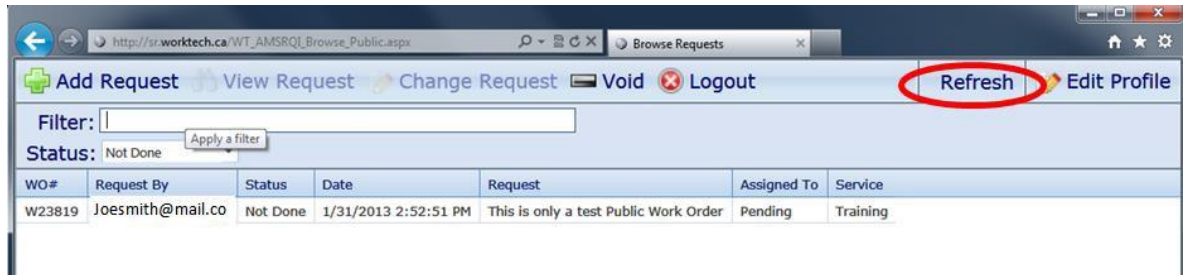 http://sr.worktech.ca/WT_AMSRQI_Browse_Public.aspx Browse Requests
Add Request View Request Change Request Void Logout Refresh Edit Profile
Filter:
Apply a filter
Status: Not Done
WO# Request By Status Date Request Assigned To Service
W23819 Joesmith@mail.co Not Done 1/31/2013 2:52:51 PM This is only a test Public Work Order Pending Training